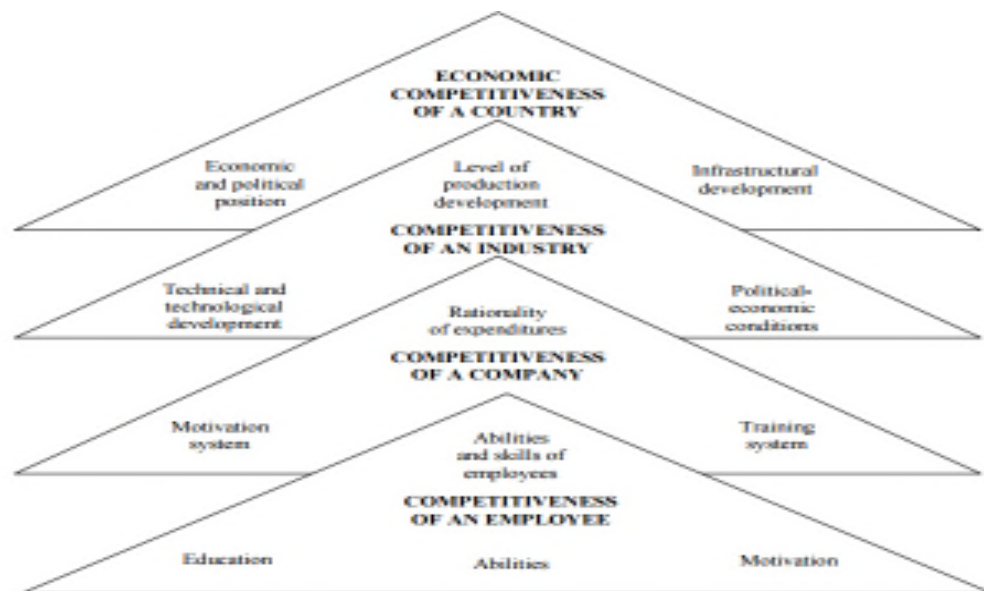 ECONOMIC
COMPETITIVENESS
OF A COUNTRY
Economic
and political
position
Level of
production
development
Infrastructural
development
COMPETITIVENESS
OF AN INDUSTRY
Technical and
technological
development
Rationality
of expenditures
Political-
economic
conditions
COMPETITIVENESS
OF A COMPANY
Motivation
system
Abilities
and skills of
employees
Training
system
COMPETITIVENESS
OF AN EMPLOYEE
Education
Abilities
Motivation